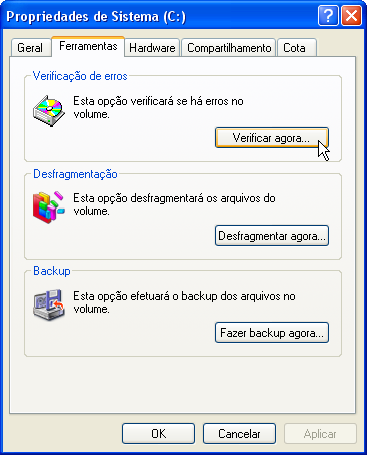 Propriedades de Sistema (C:)
Geral Ferramentas Hardware Compartilhamento Cota
Verificação de erros
Esta opção verificará se há erros no
volume.
Verificar agora...
Desfragmentação
Esta opção desfragmentará os arquivos do
volume.
Desfragmentar agora...
Backup
Esta opção efetuará o backup dos arquivos no
volume.
Fazer backup agora...
OK Cancelar Aplicar